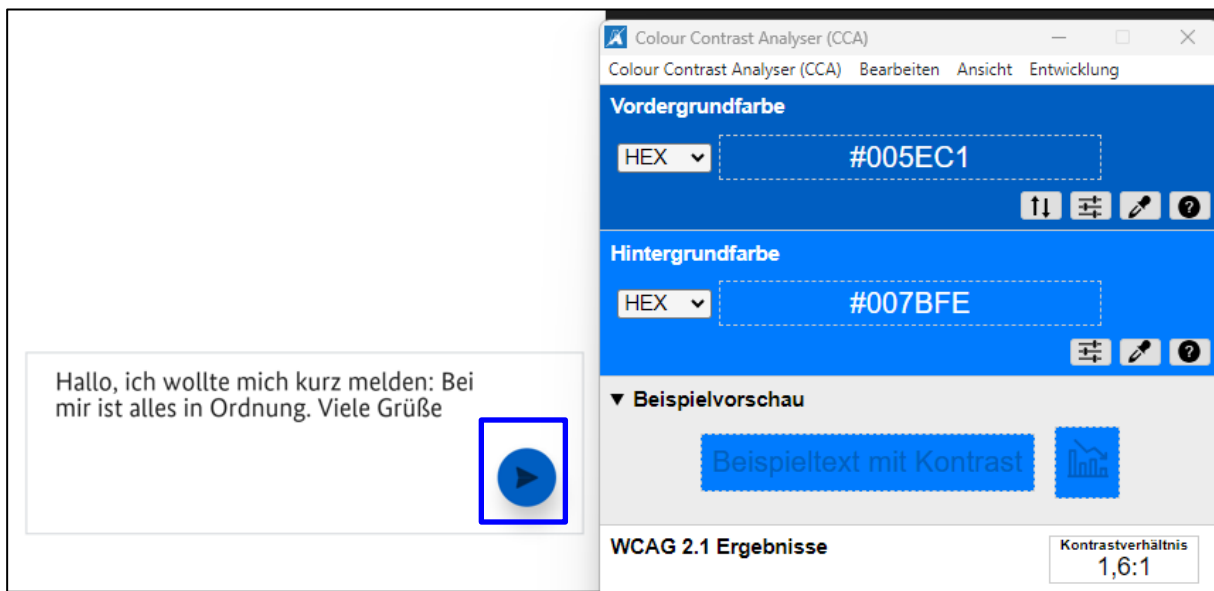 Hallo, ich wollte mich kurz melden: Bei
mir ist alles in Ordnung. Viele Grüße
Colour Contrast Analyser (CCA)
Colour Contrast Analyser (CCA) Bearbeiten Ansicht Entwicklung
Vordergrundfarbe
HEX #005EC1
Hintergrundfarbe
HEX #007BFE
▼ Beispielvorschau
Beispieltext mit Kontrast
WCAG 2.1 Ergebnisse
Kontrastverhältnis
1,6:1